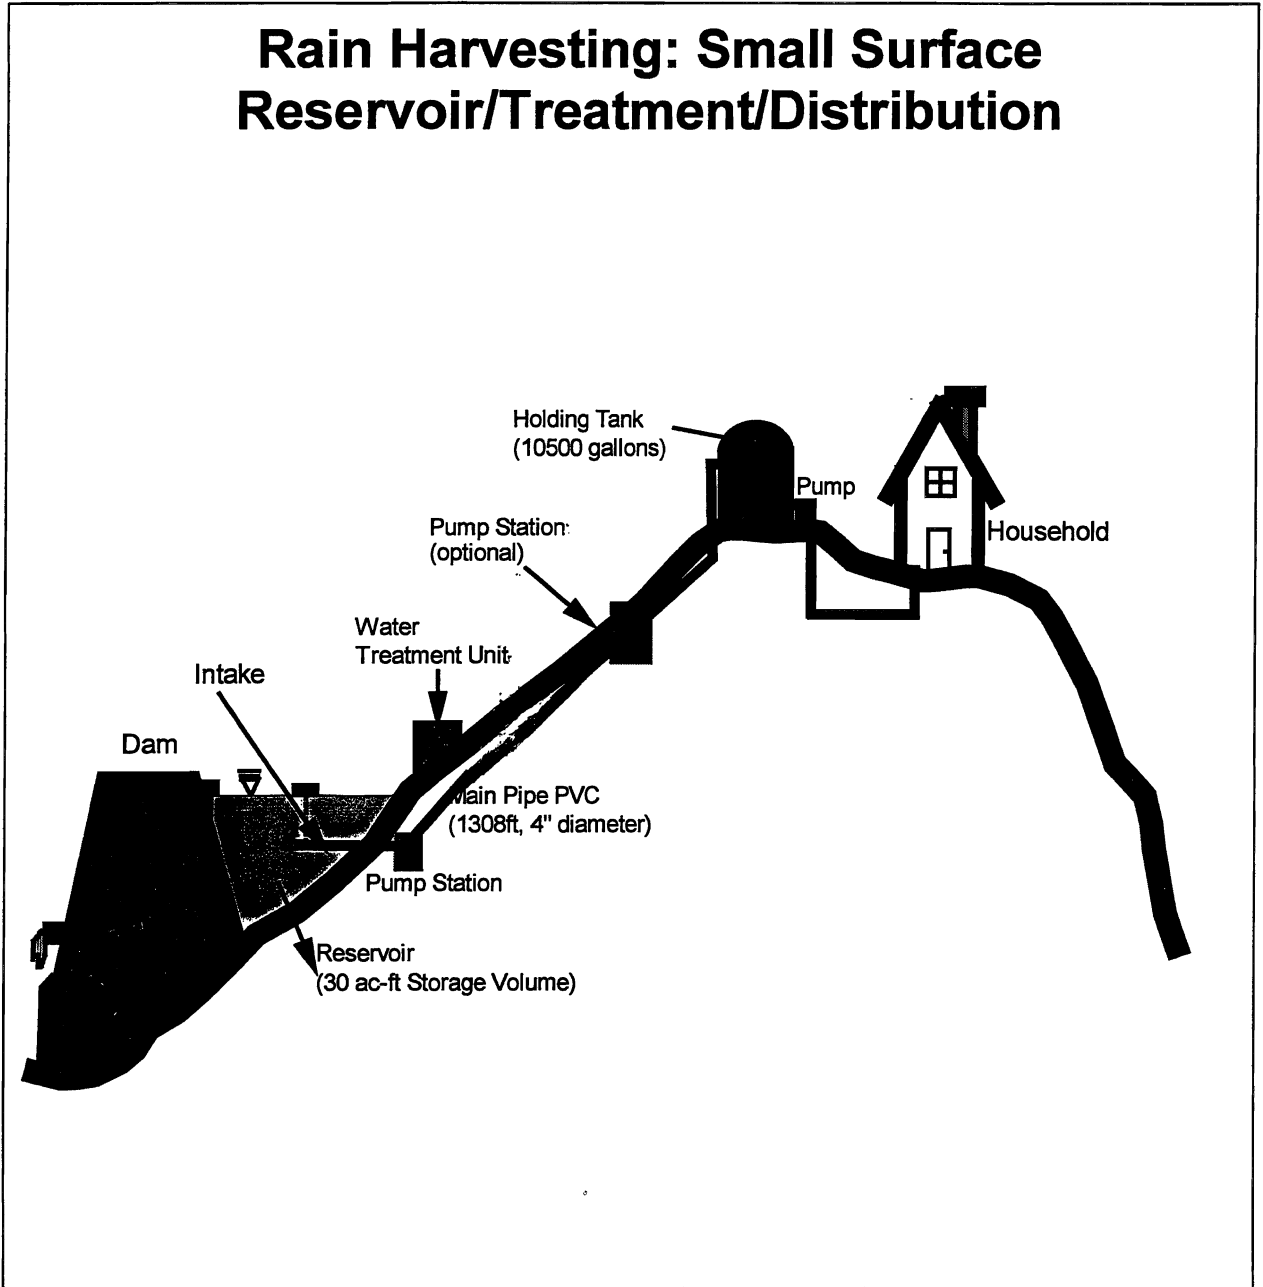 Rain Harvesting: Small Surface
Reservoir/Treatment/Distribution
Holding Tank
(10500 gallons)
Pump
Pump Station
(optional)
Household
Water
Treatment Unit
Intake
Dam
Main Pipe PVC
(1308ft, 4" diameter)
Pump Station
Reservoir
(30 ac-ft Storage Volume)